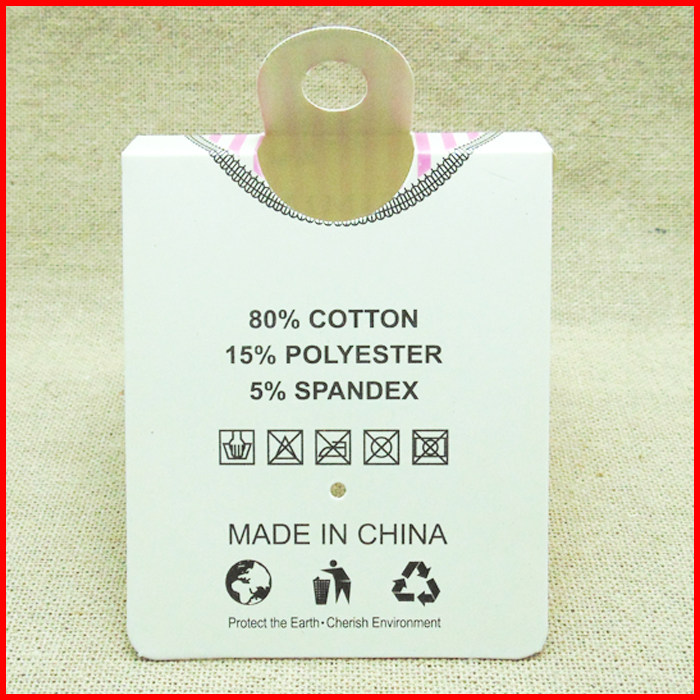 80% COTTON
15% POLYESTER
5% SPANDEX
MADE IN CHINA
Protect the Earth•Cherish Environment